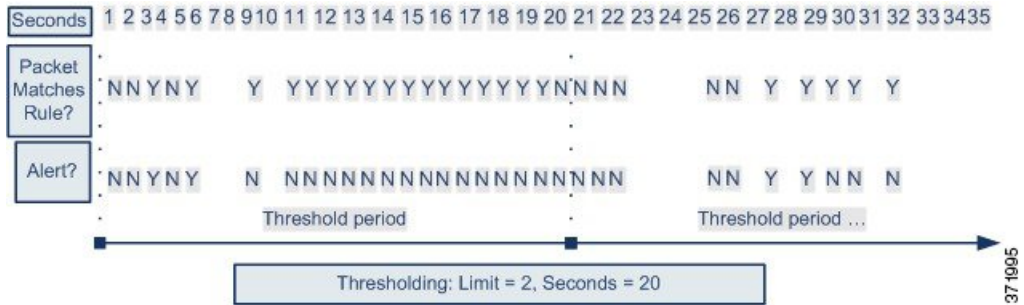 Seconds 1 2 3 4 5 6 7 8 9 10 11 12 13 14 15 16 17 18 19 20 21 22 23 24 25 26 27 28 29 30 31 32 33 34 35
Packet
Matches
Rule?
N N Y N Y Y Y Y Y Y Y Y Y Y Y Y Y Y Y Y N N N N N N Y Y Y Y Y
Alert?
N N Y N Y N N N N N N N N N N N N N N N N N N N N N Y Y N N N
Threshold period
Threshold period ...
Thresholding: Limit = 2, Seconds = 20
371995